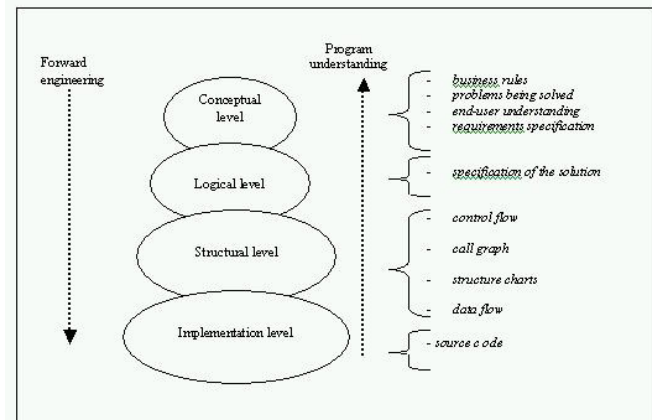 Forward
engineering
Program
understanding
Conceptual
level
Logical level
Structural level
Implementation level
- business rules
- problems being solved
- end-user understanding
- requirements specification
- specification of the solution
- control flow
- call graph
- structure charts
- data flow
- source c ode